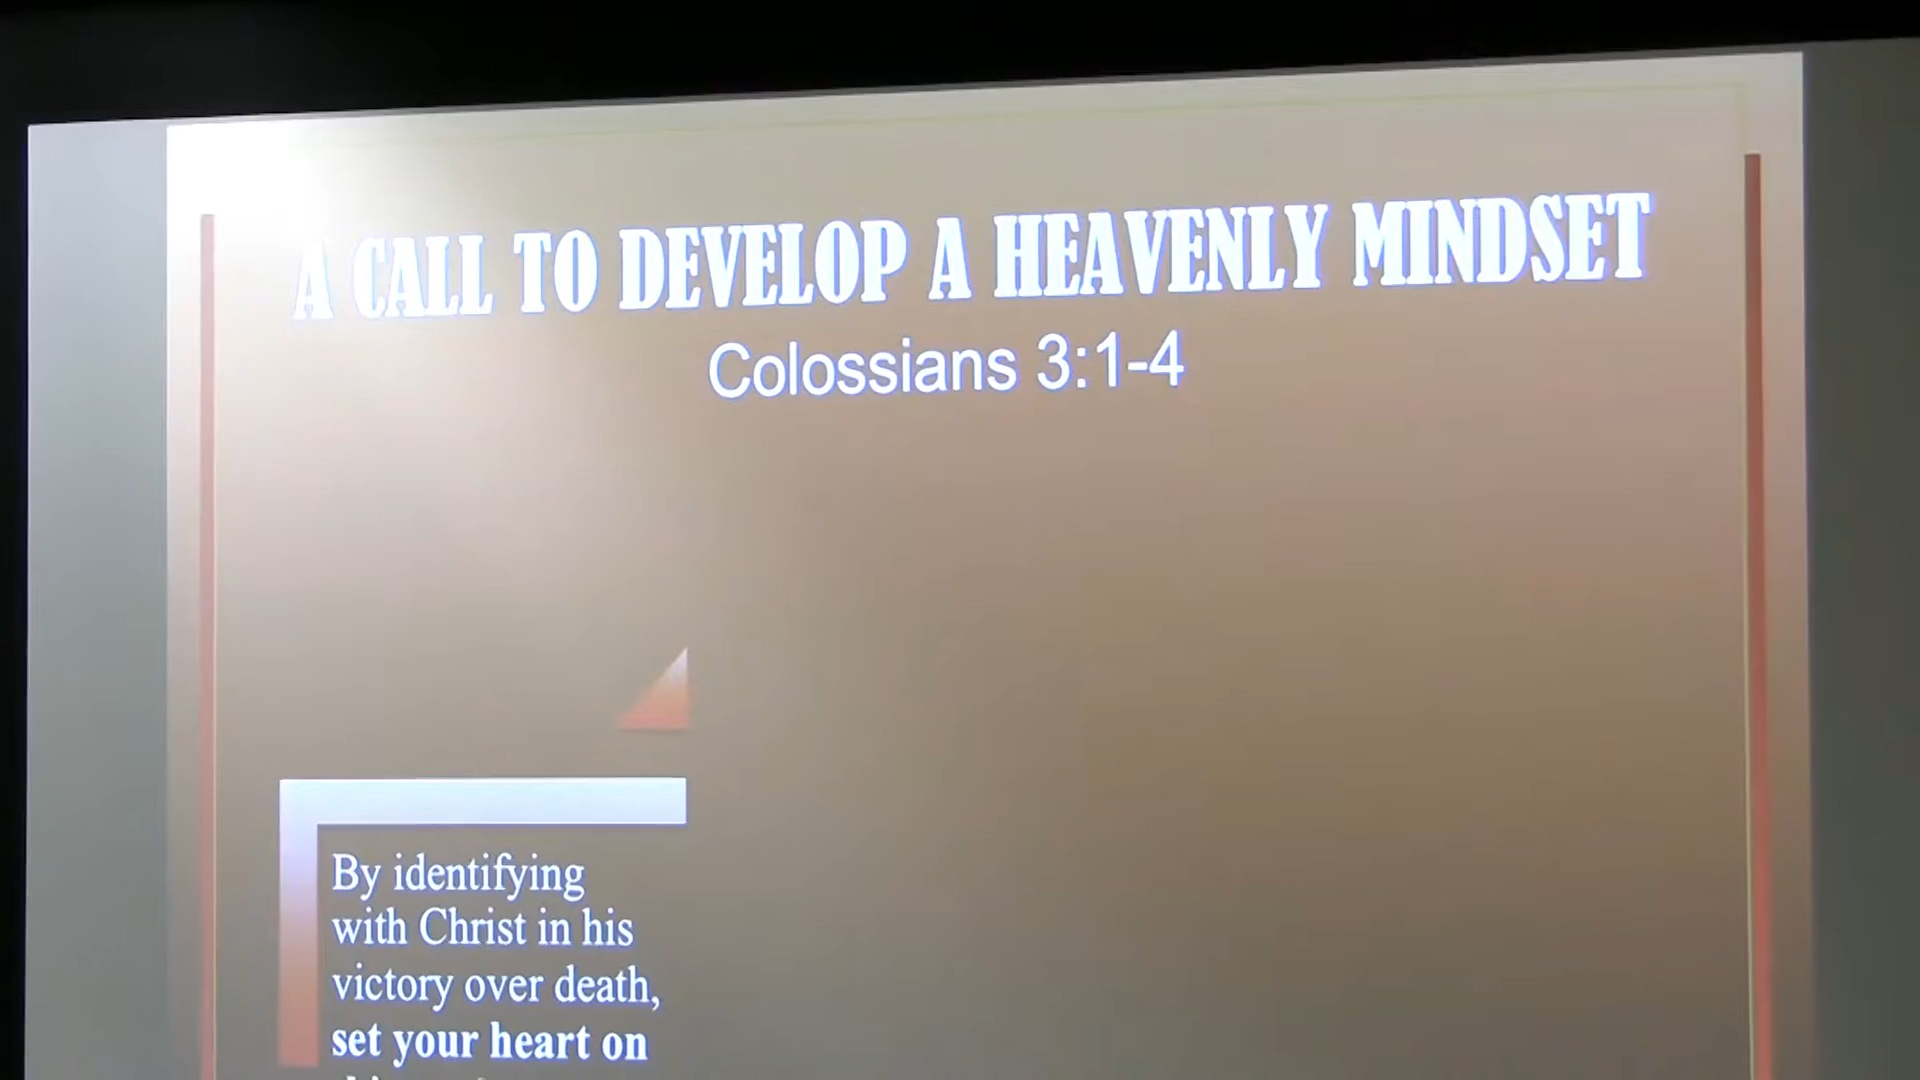 A CALL TO DEVELOP A HEAVENLY MINDSET
Colossians 3:1-4
By identifying
with Christ in his
victory over death,
set your heart on